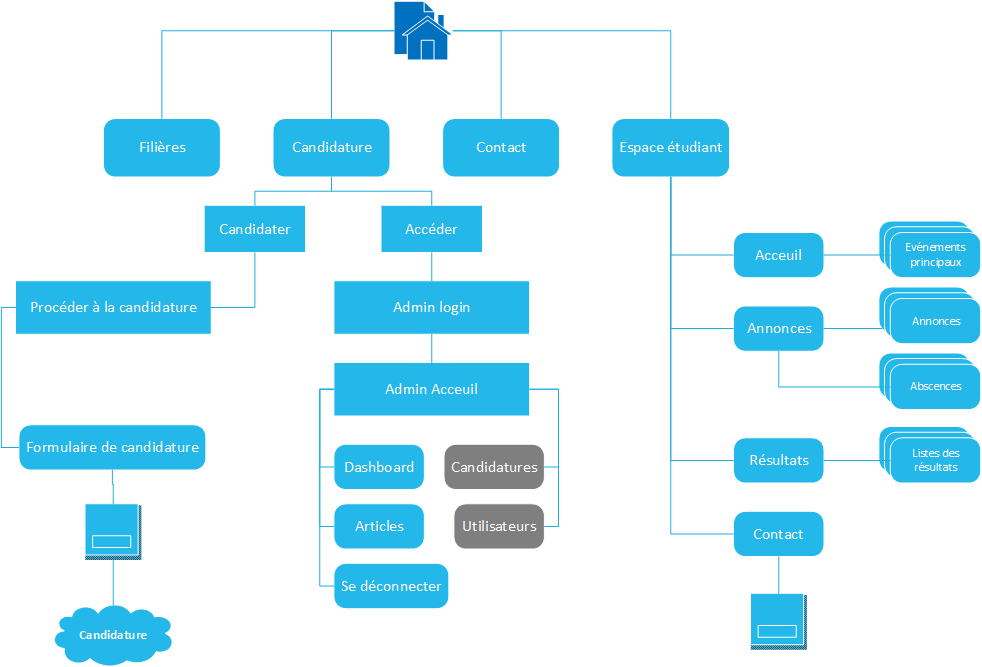 Filières
Candidature
Contact
Espace étudiant
Candidater
Accéder
Acceuil
Evénements
principaux
Procéder à la candidature
Admin login
Annonces
Annonces
Admin Acceuil
Abscences
Formulaire de candidature
Dashboard
Candidatures
Résultats
Listes des
résultats
Articles
Utilisateurs
Contact
Se déconnecter
Candidature